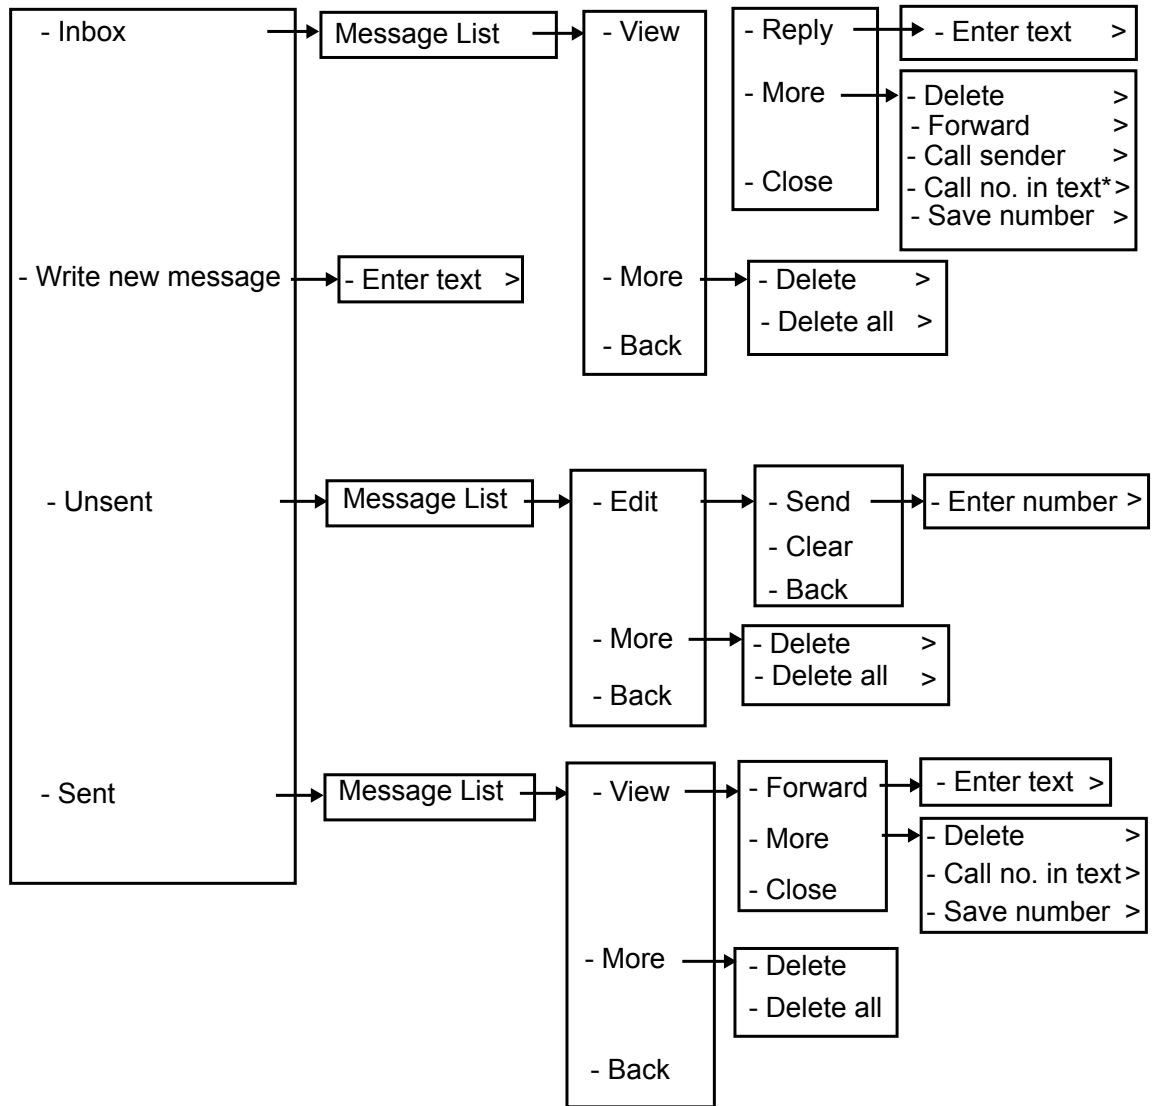 - Inbox
Message List
- View
- Reply
- Enter text >
- More
- Delete >
- Forward >
- Call sender >
- Call no. in text* >
- Save number >
- Close
- More
- Delete >
- Delete all >
- Back
- Write new message
- Enter text >
- Unsent
Message List
- Edit
- Send
- Enter number >
- Clear
- Back
- More
- Delete >
- Delete all >
- Back
- Sent
Message List
- View
- Forward
- Enter text >
- More
- Delete >
- Call no. in text >
- Save number >
- Close
- More
- Delete
- Delete all
- Back